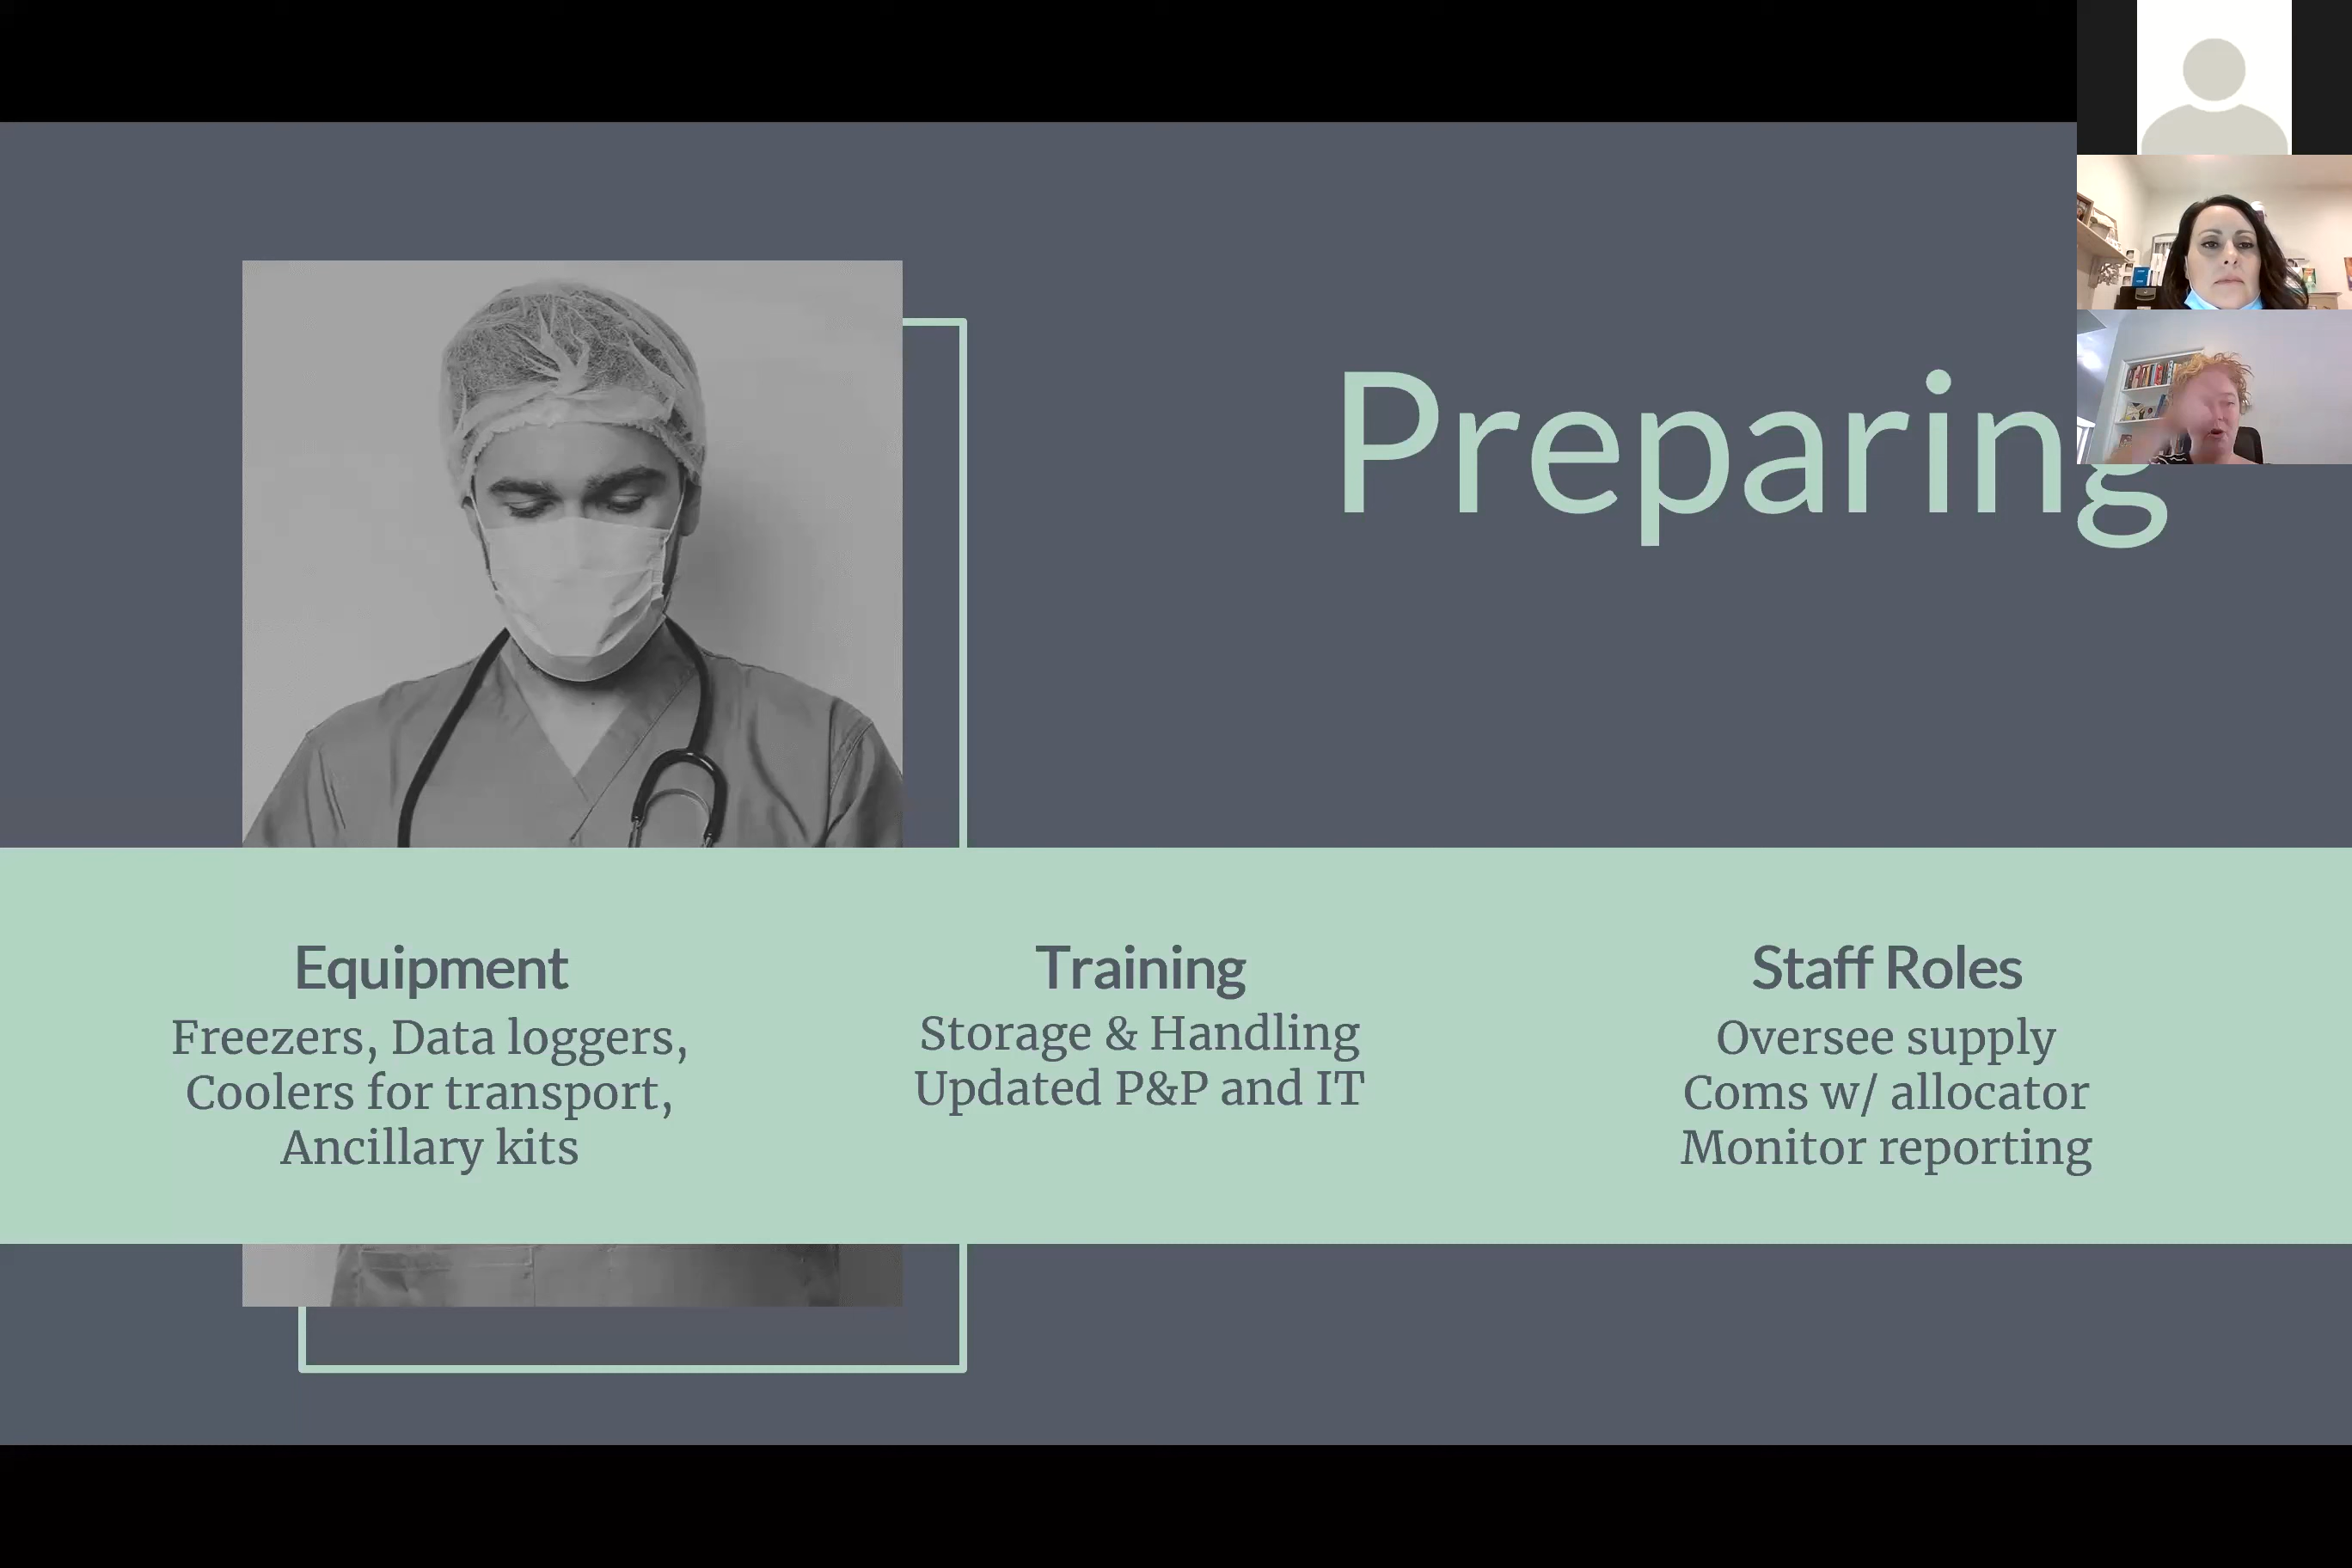 Preparing
Equipment
Freezers, Data loggers,
Coolers for transport,
Ancillary kits
Training
Storage & Handling
Updated P&P and IT
Staff Roles
Oversee supply
Coms w/ allocator
Monitor reporting